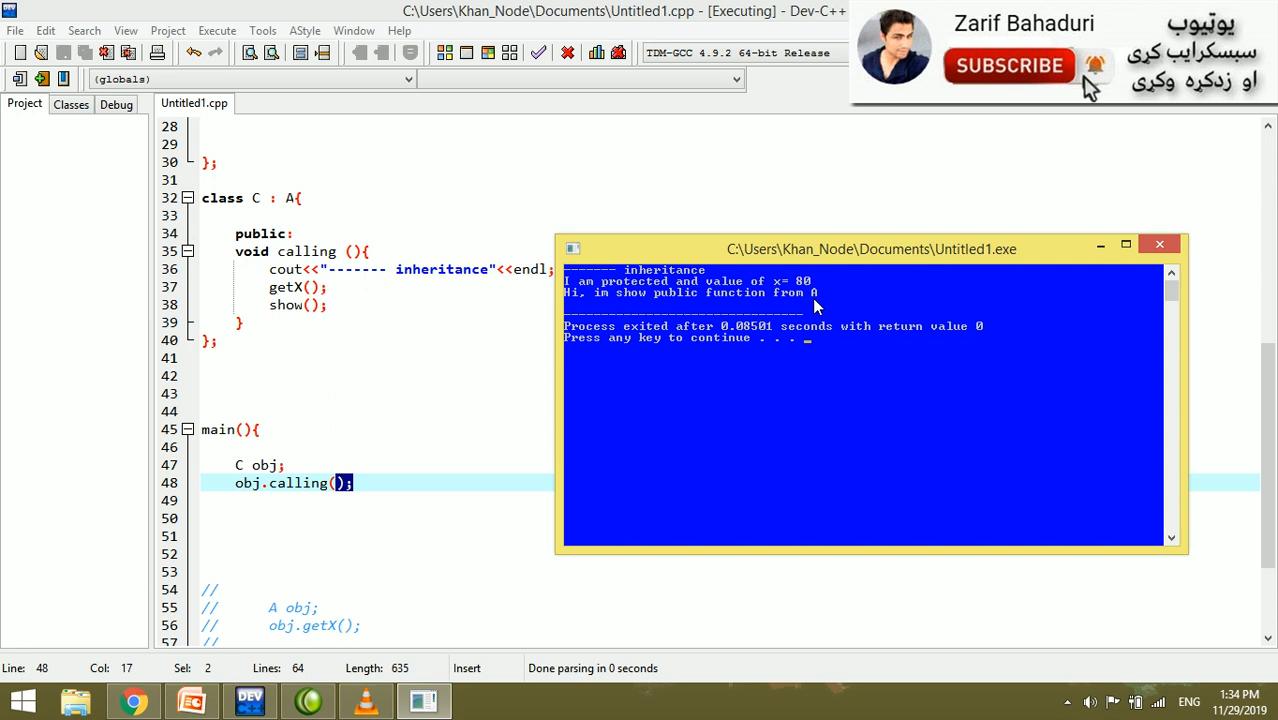 C:\Users\Khan_Node\Documents\Untitled1.cpp - [Executing] - Dev-C++
File Edit Search View Project Execute Tools AStyle Window Help
TDM-GCC 4.9.2 64-bit Release
(globals)
Zarif Bahaduri
SUBSCRIBE
یوټیوب
سبسکرایب کړی
او زدکړه وکړی
Project Classes Debug
Untitled1.cpp
28
29
30 };
31
32 class C : A{
33
34 public:
35 void calling (){
36 cout<<"------- inheritance"<<endl;
37 getX();
38 show();
39 }
40 };
41
42
43
44
45 main(){
46
47 C obj;
48 obj.calling();
49
50
51
52
53
54 //
55 // A obj;
56 // obj.getX();
57 //
C:\Users\Khan_Node\Documents\Untitled1.exe
------- inheritance
I am protected and value of x= 80
Hi, im show public function from A
--------------------------------
Process exited after 0.08501 seconds with return value 0
Press any key to continue . . . _
Line: 48 Col: 17 Sel: 2 Lines: 64 Length: 635 Insert Done parsing in 0 seconds
DEV
ENG
1:34 PM
11/29/2019